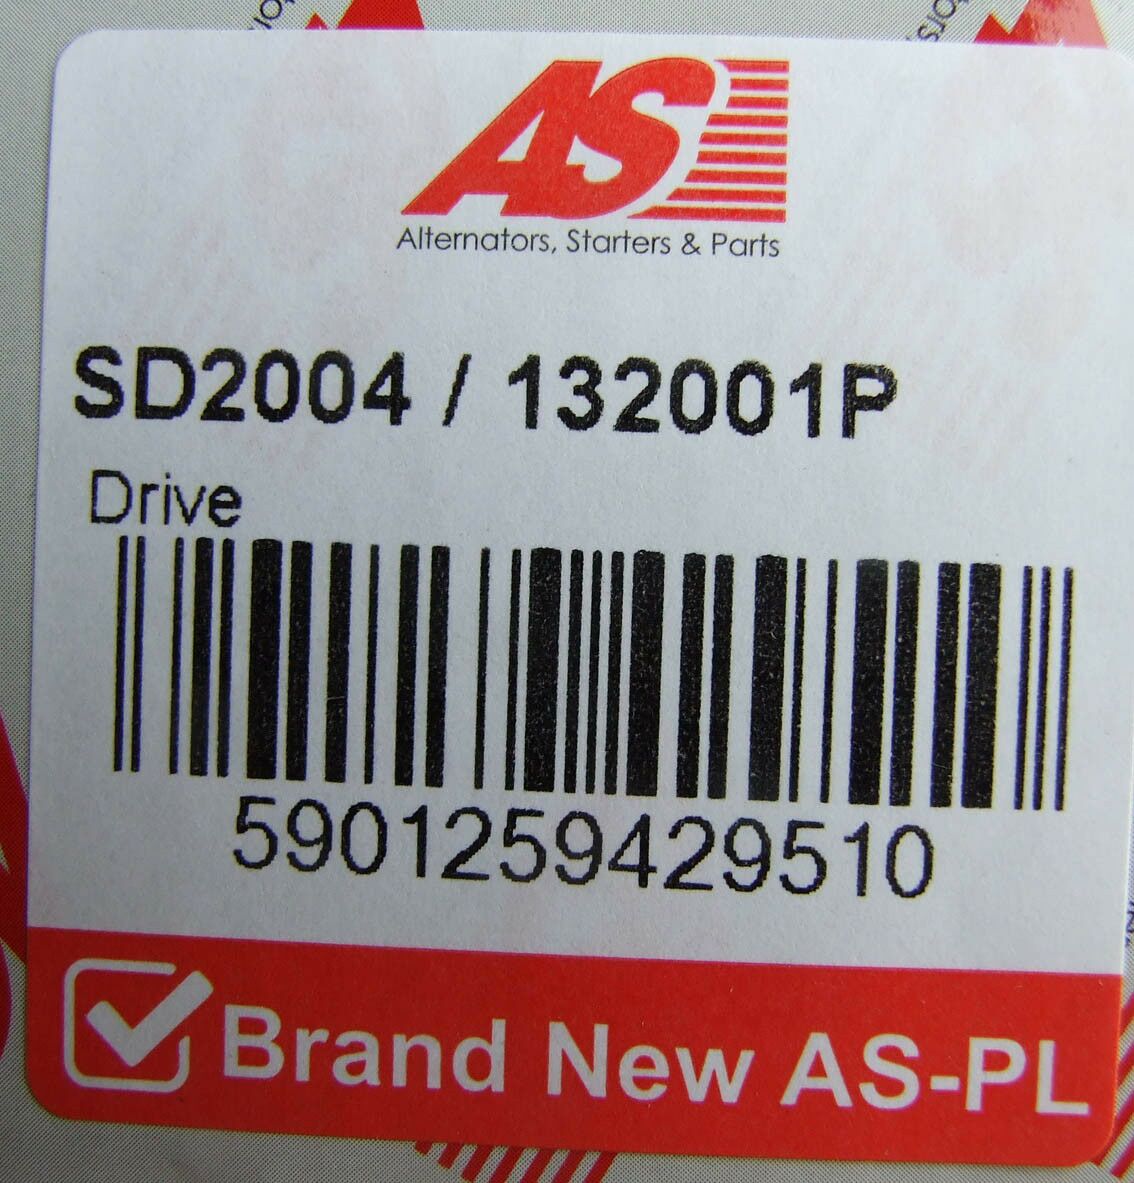 AS
Alternators, Starters & Parts
SD2004 / 132001P
Drive
5901259429510
Brand New AS-PL